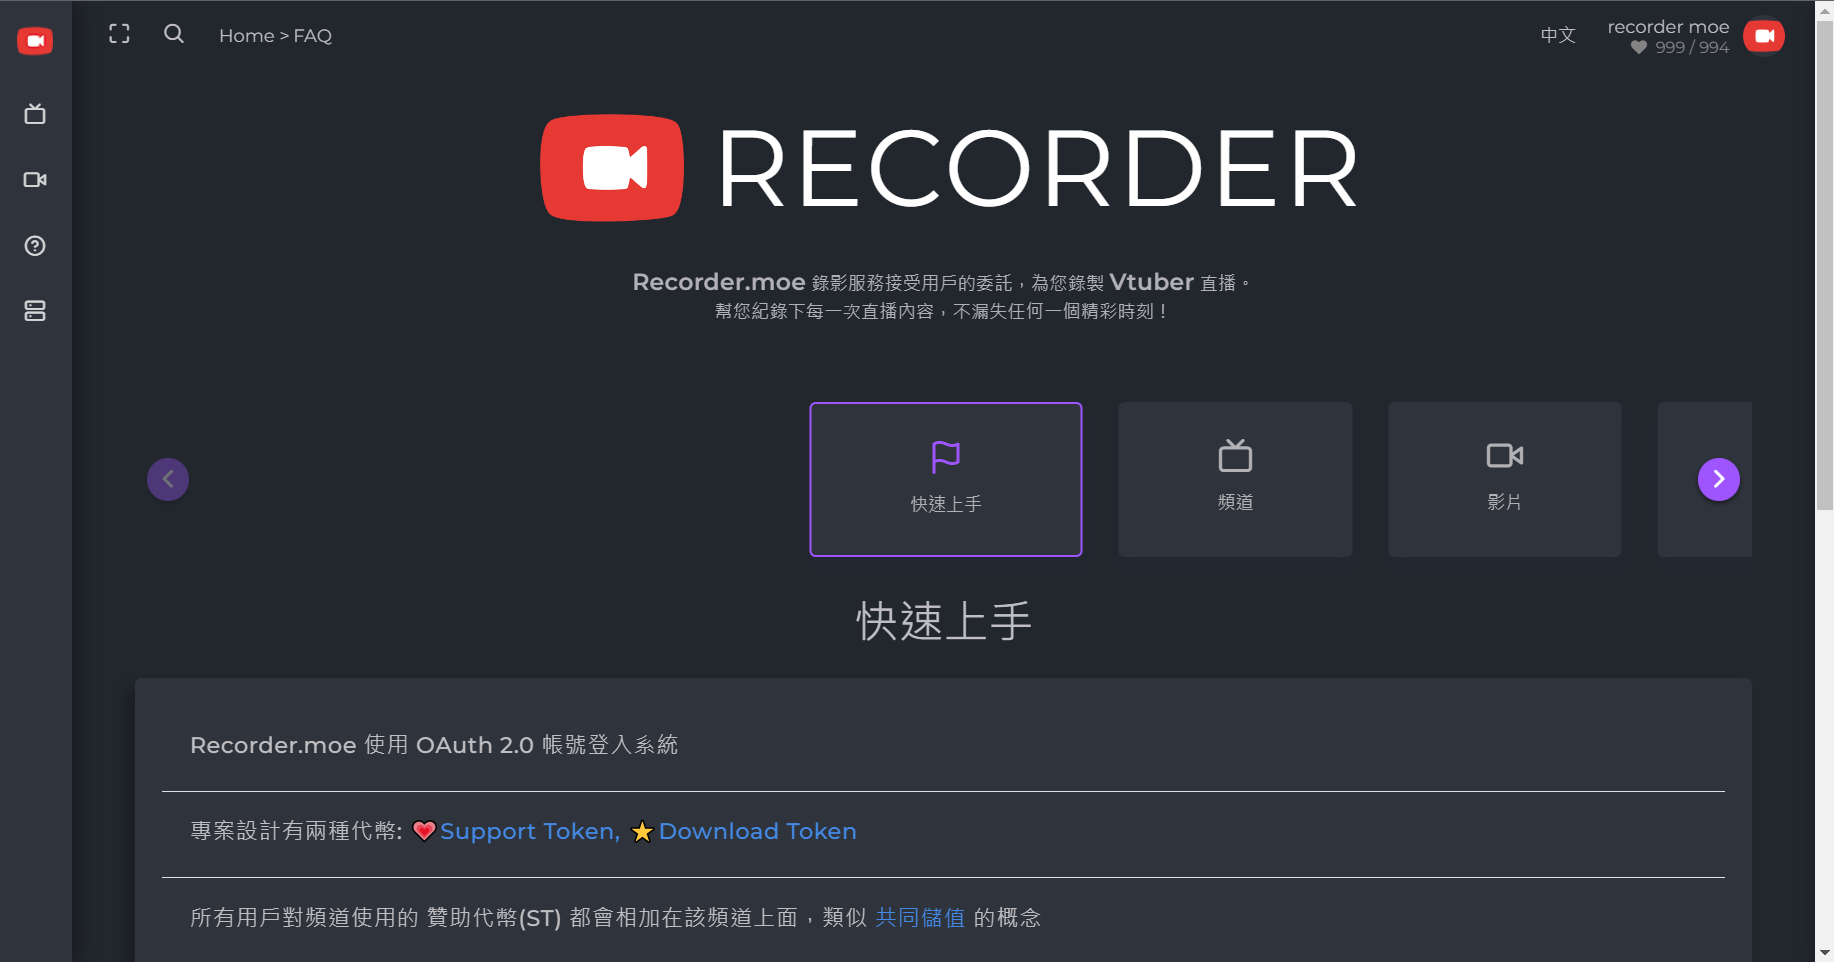 Home > FAQ
中文
recorder moe
999 / 994
RECORDER
Recorder.moe 錄影服務接受用戶的委託，為您錄製 Vtuber 直播。
幫您紀錄下每一次直播內容，不漏失任何一個精彩時刻！
快速上手
頻道
影片
快速上手
Recorder.moe 使用 OAuth 2.0 帳號登入系統
專案設計有兩種代幣: ❤Support Token, ⭐Download Token
所有用戶對頻道使用的 贊助代幣(ST) 都會相加在該頻道上面，類似 共同儲值 的概念